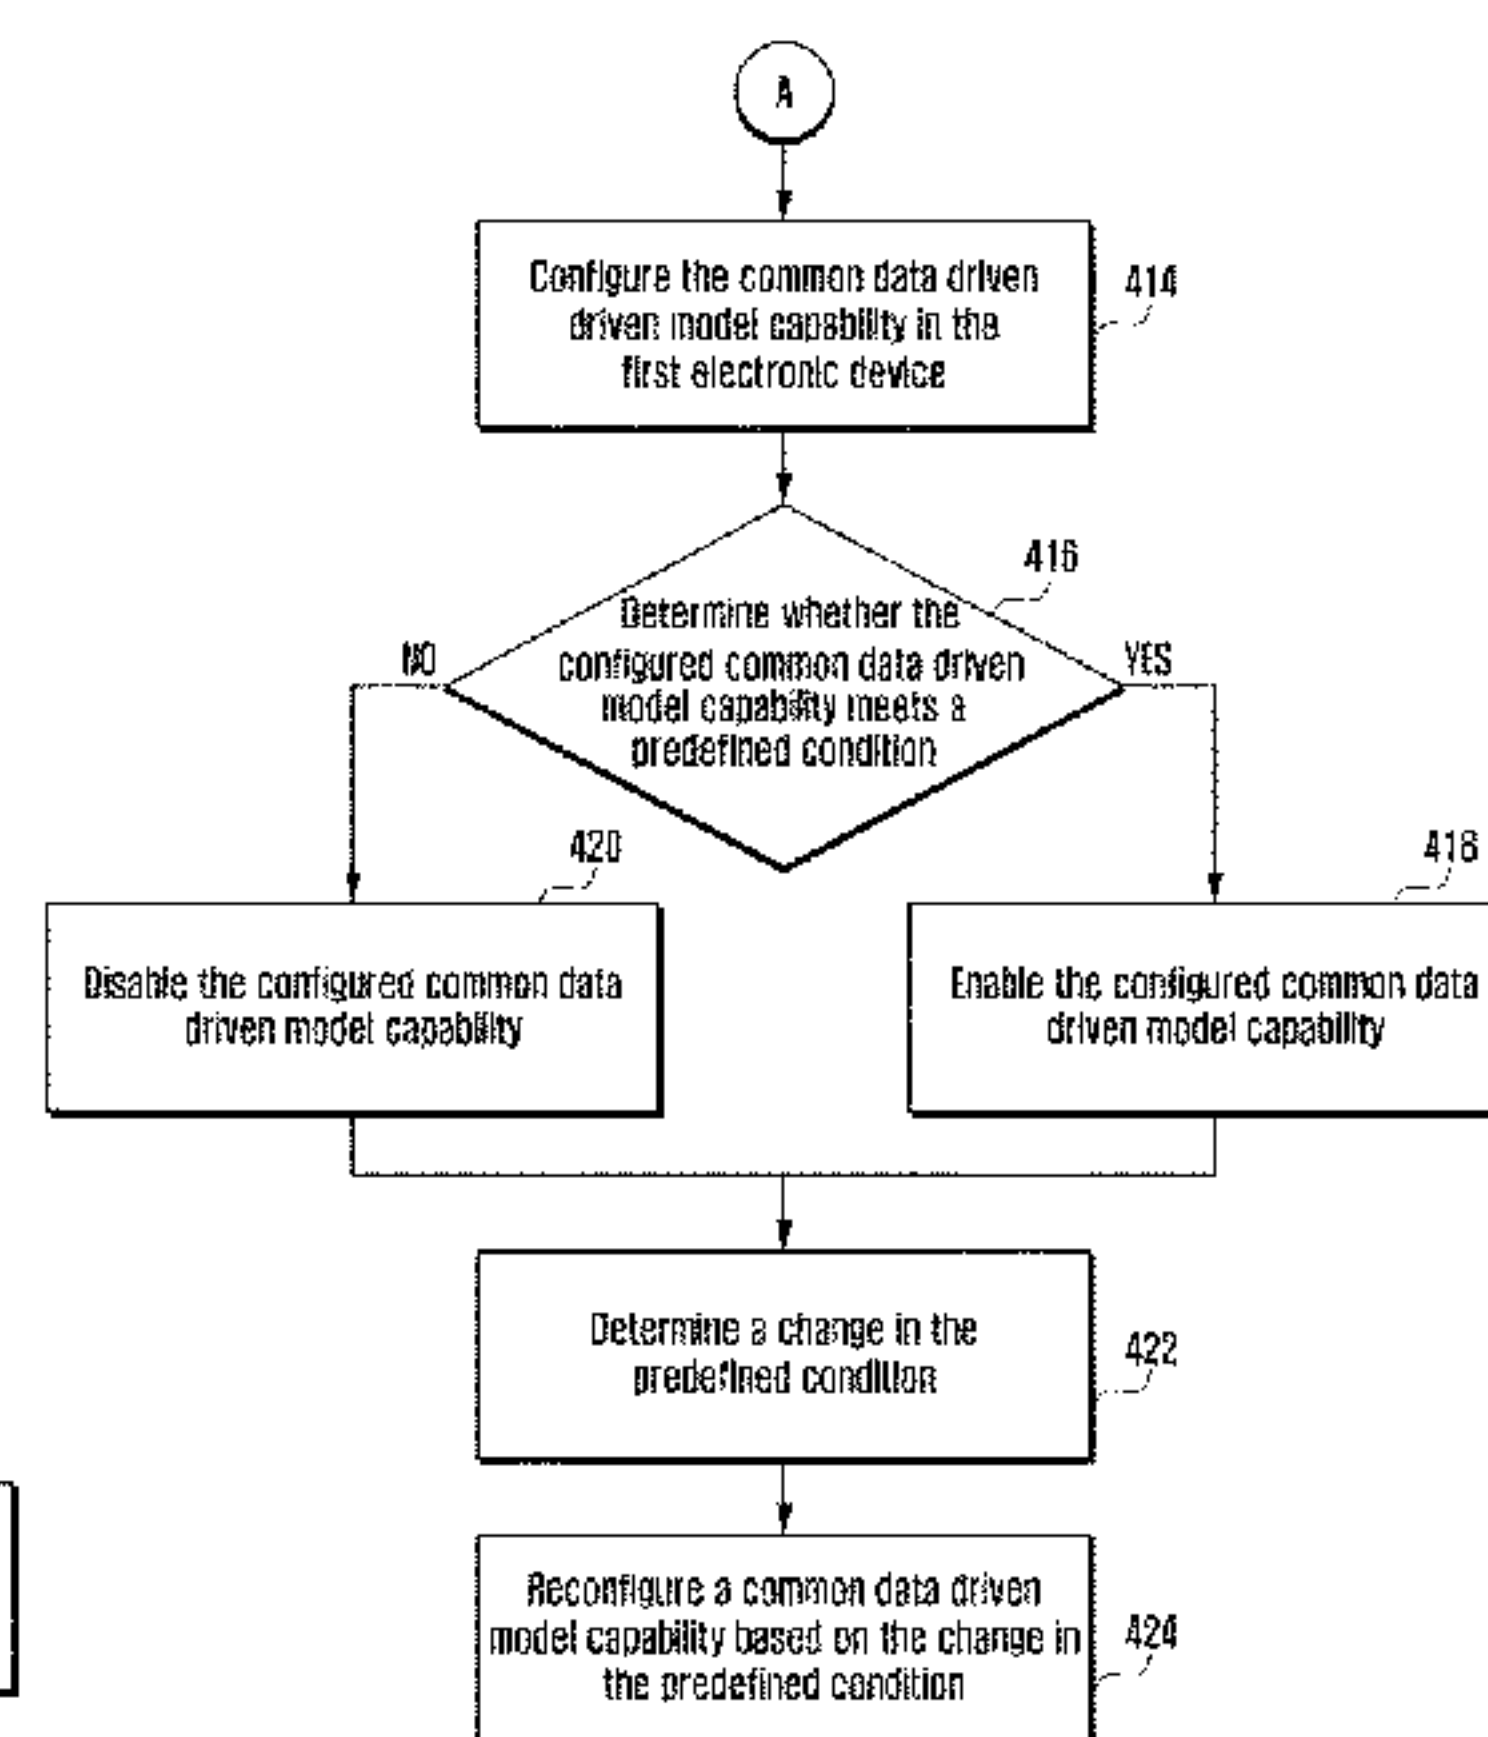 A
Configure the common data driven
driven model capability in the
first electronic device
414
416
Determine whether the
configured common data driven
model capability meets a
predefined condition
NO
YES
420
418
Disable the configured common data
driven model capability
Enable the configured common data
driven model capability
Determine a change in the
predefined condition
422
Reconfigure a common data driven
model capability based on the change in
the predefined condition
424